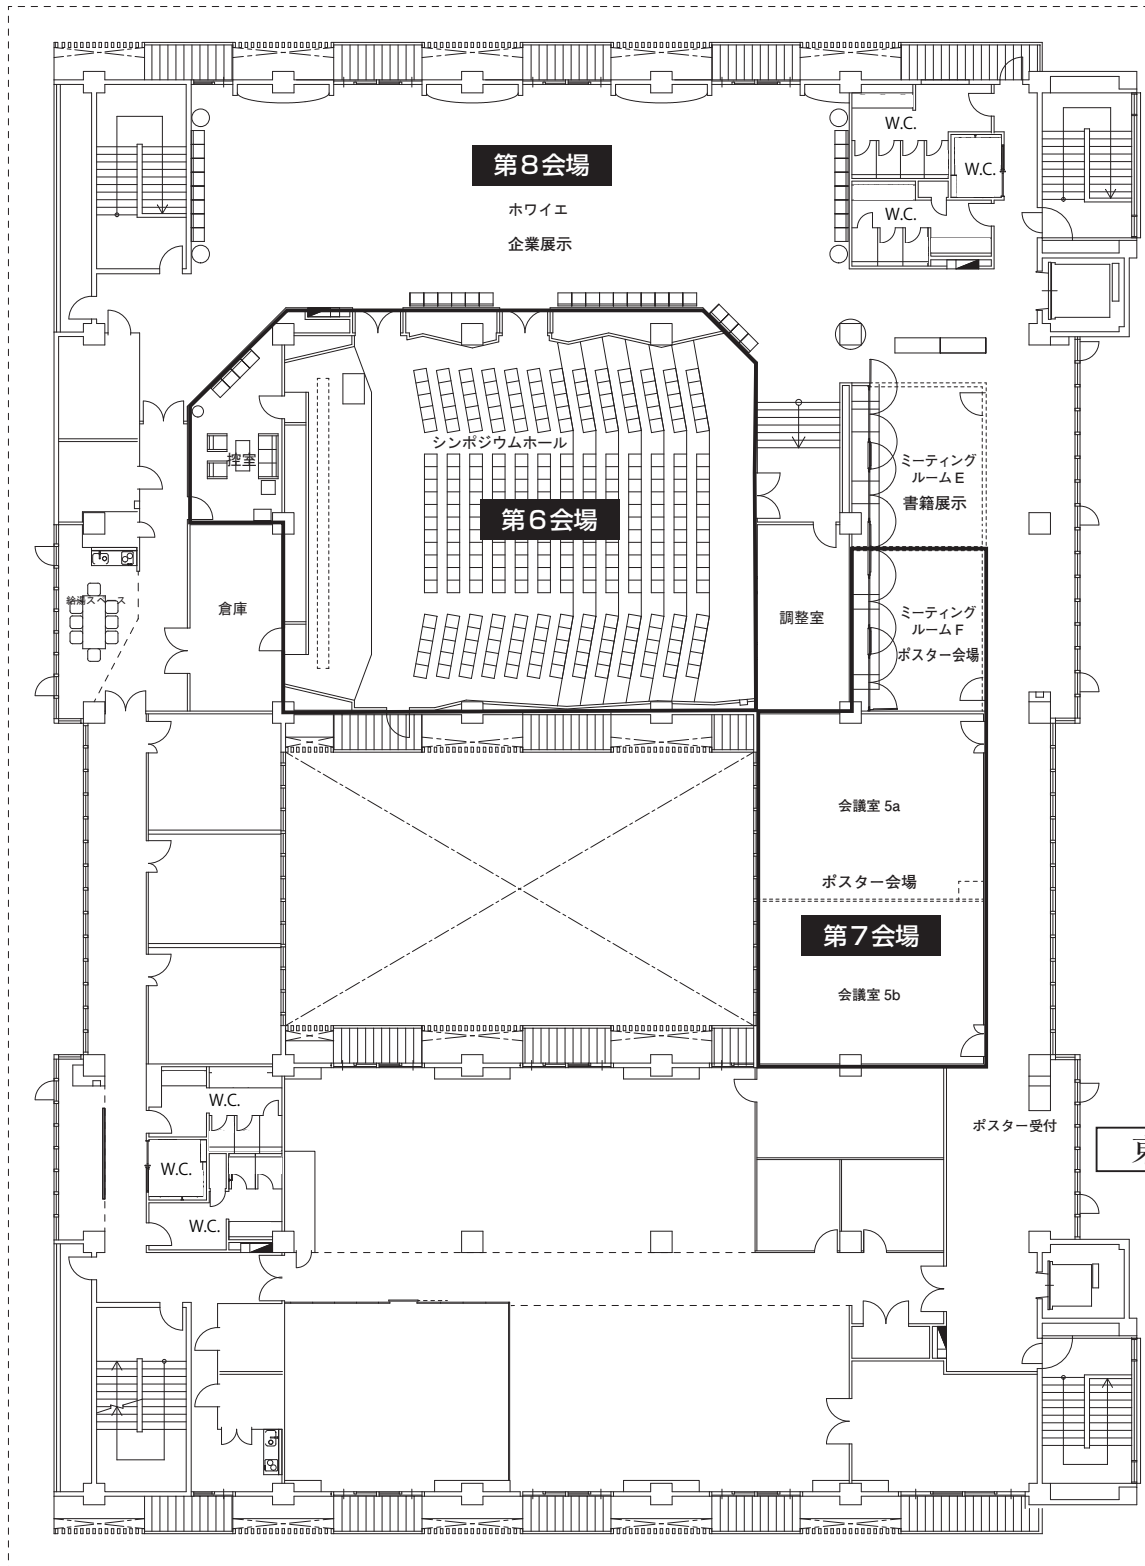 W.C.
W.C.
W.C.
第8会場
ホワイエ
企業展示
シンポジウムホール
控室
第6会場
ミーティング
ルームE
書籍展示
給湯スペース
倉庫
調整室
ミーティング
ルームF
ポスター会場
会議室 5a
ポスター会場
第7会場
会議室 5b
W.C.
W.C.
W.C.
ポスター受付